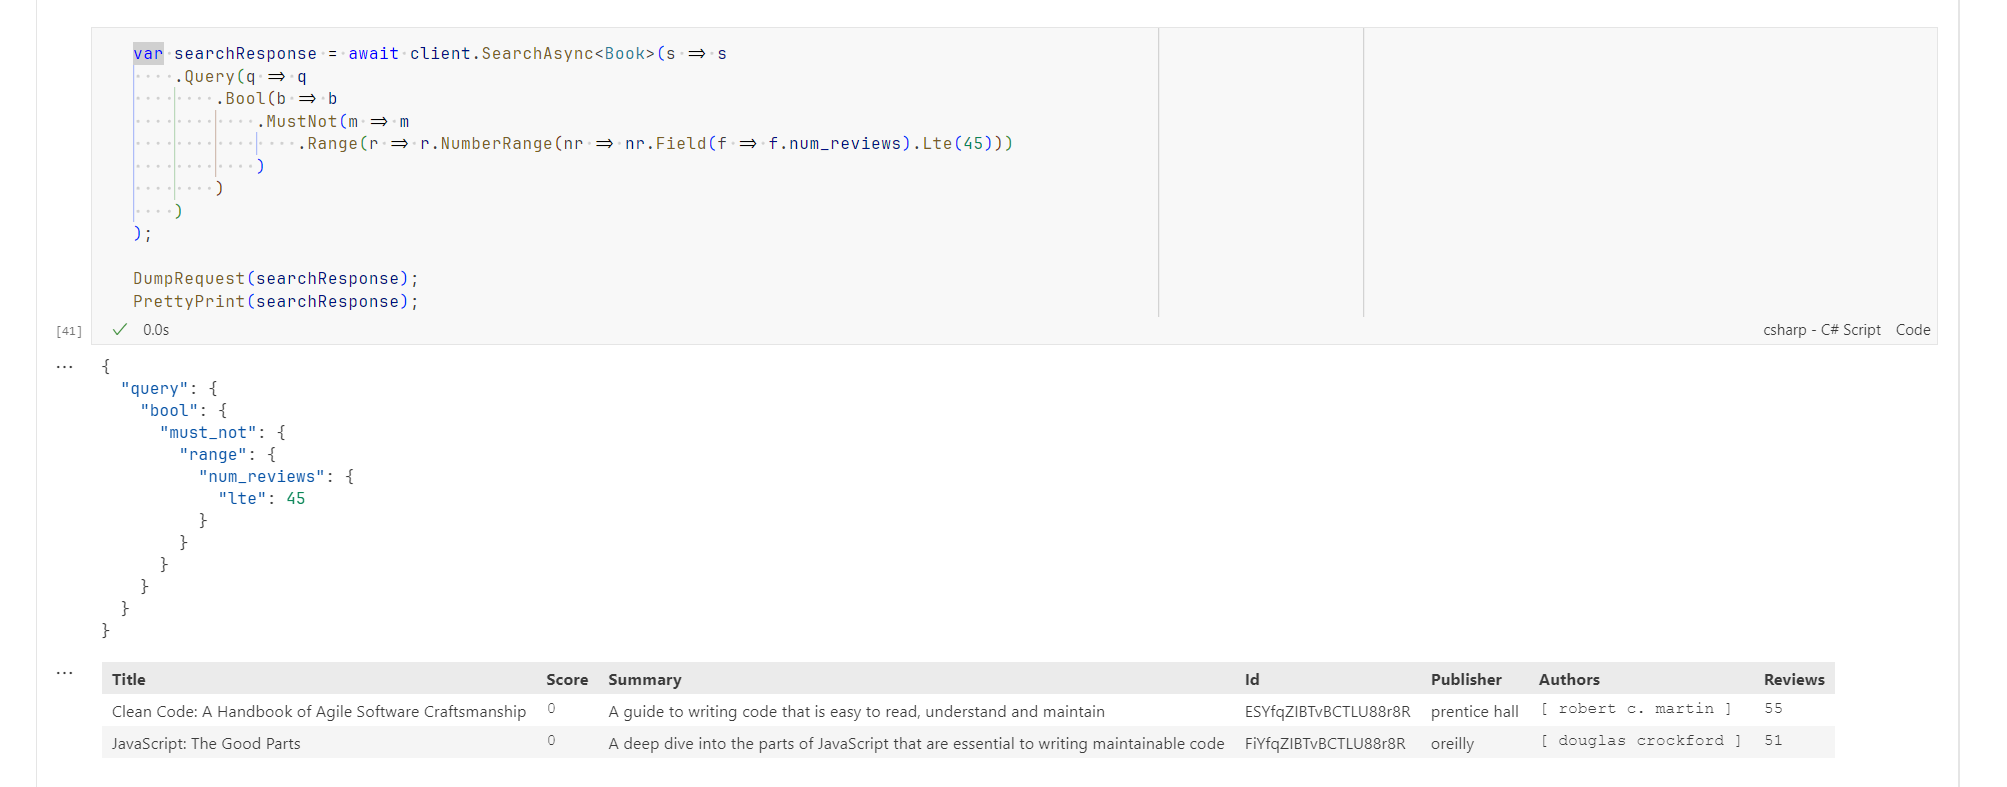 var searchResponse = await client.SearchAsync<Book>(s => s
    .Query(q => q
        .Bool(b => b
            .MustNot(m => m
                .Range(r => r.NumberRange(nr => nr.Field(f => f.num_reviews).Lte(45)))
            )
        )
    )
);

DumpRequest(searchResponse);
PrettyPrint(searchResponse);
[41] ✓ 0.0s csharp - C# Script Code
... {
  "query": {
    "bool": {
      "must_not": {
        "range": {
          "num_reviews": {
            "lte": 45
          }
        }
      }
    }
  }
}
...
Title Score Summary Id Publisher Authors Reviews
Clean Code: A Handbook of Agile Software Craftsmanship 0 A guide to writing code that is easy to read, understand and maintain ESYfqZIBTvBCTLU88r8R prentice hall [ robert c. martin ] 55
JavaScript: The Good Parts 0 A deep dive into the parts of JavaScript that are essential to writing maintainable code FiYfqZIBTvBCTLU88r8R oreilly [ douglas crockford ] 51